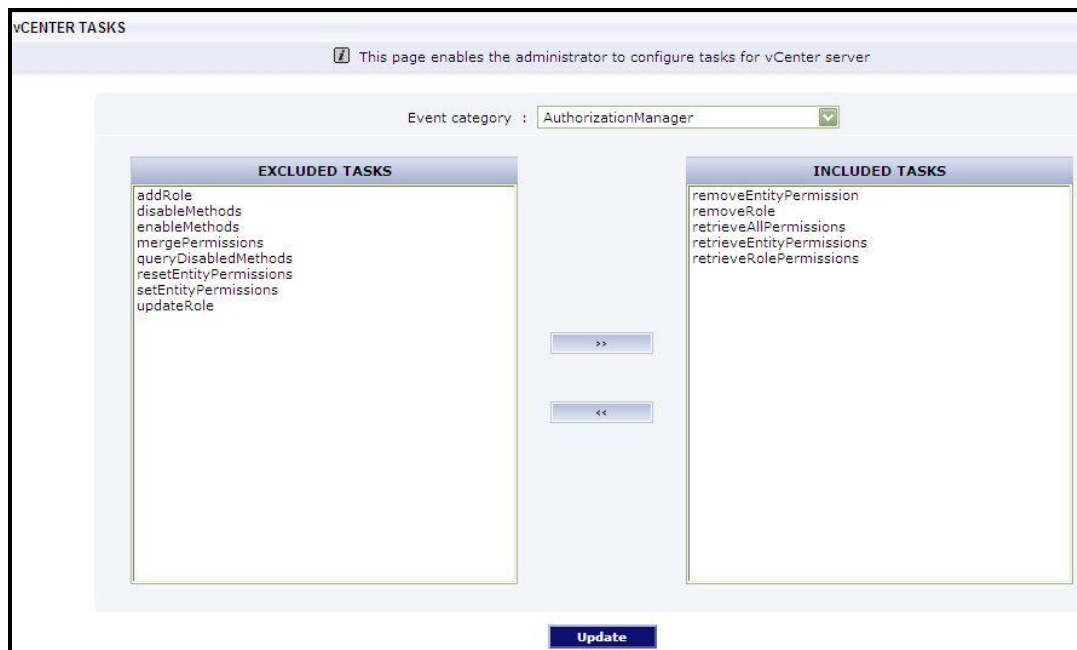 vCENTER TASKS
i This page enables the administrator to configure tasks for vCenter server
Event category : AuthorizationManager
EXCLUDED TASKS
addRole
disableMethods
enableMethods
mergePermissions
queryDisabledMethods
resetEntityPermissions
setEntityPermissions
updateRole
>>
<<
INCLUDED TASKS
removeEntityPermission
removeRole
retrieveAllPermissions
retrieveEntityPermissions
retrieveRolePermissions
Update